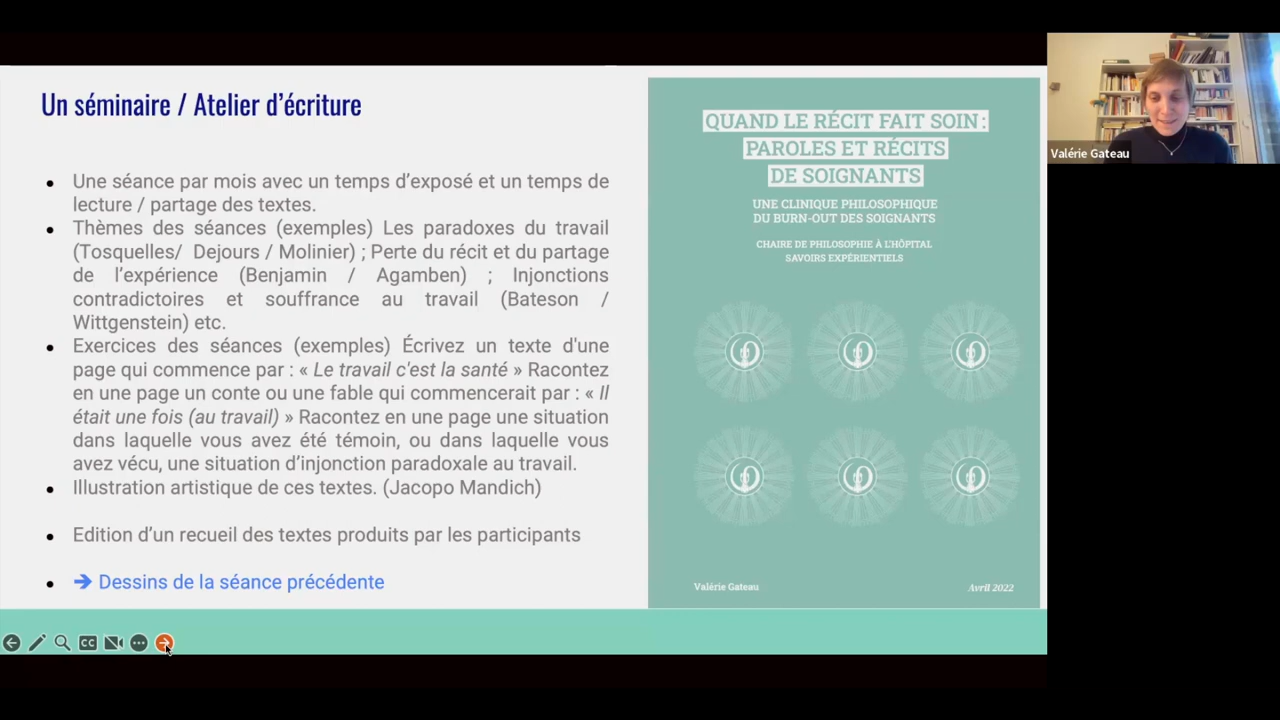 Un séminaire / Atelier d'écriture
Une séance par mois avec un temps d'exposé et un temps de
lecture / partage des textes.
Thèmes des séances (exemples) Les paradoxes du travail
(Tosquelles/ Dejours / Molinier) ; Perte du récit et du partage
de l'expérience (Benjamin / Agamben) ; Injonctions
contradictoires et souffrance au travail (Bateson /
Wittgenstein) etc.
Exercices des séances (exemples) Écrivez un texte d'une
page qui commence par : « Le travail c'est la santé » Racontez
en une page un conte ou une fable qui commencerait par : « Il
était une fois (au travail) » Racontez en une page une situation
dans laquelle vous avez été témoin, ou dans laquelle vous
avez vécu, une situation d'injonction paradoxale au travail.
Illustration artistique de ces textes. (Jacopo Mandich)
Edition d'un recueil des textes produits par les participants
➔ Dessins de la séance précédente
QUAND LE RÉCIT FAIT SOIN :
PAROLES ET RÉCITS
DE SOIGNANTS
UNE CLINIQUE PHILOSOPHIQUE
DU BURN-OUT DES SOIGNANTS
CHAIRE DE PHILOSOPHIE À L'HÔPITAL
SAVOIRS EXPÉRIENTIELS
Valérie Gateau
Avril 2022
Valérie Gateau
CC